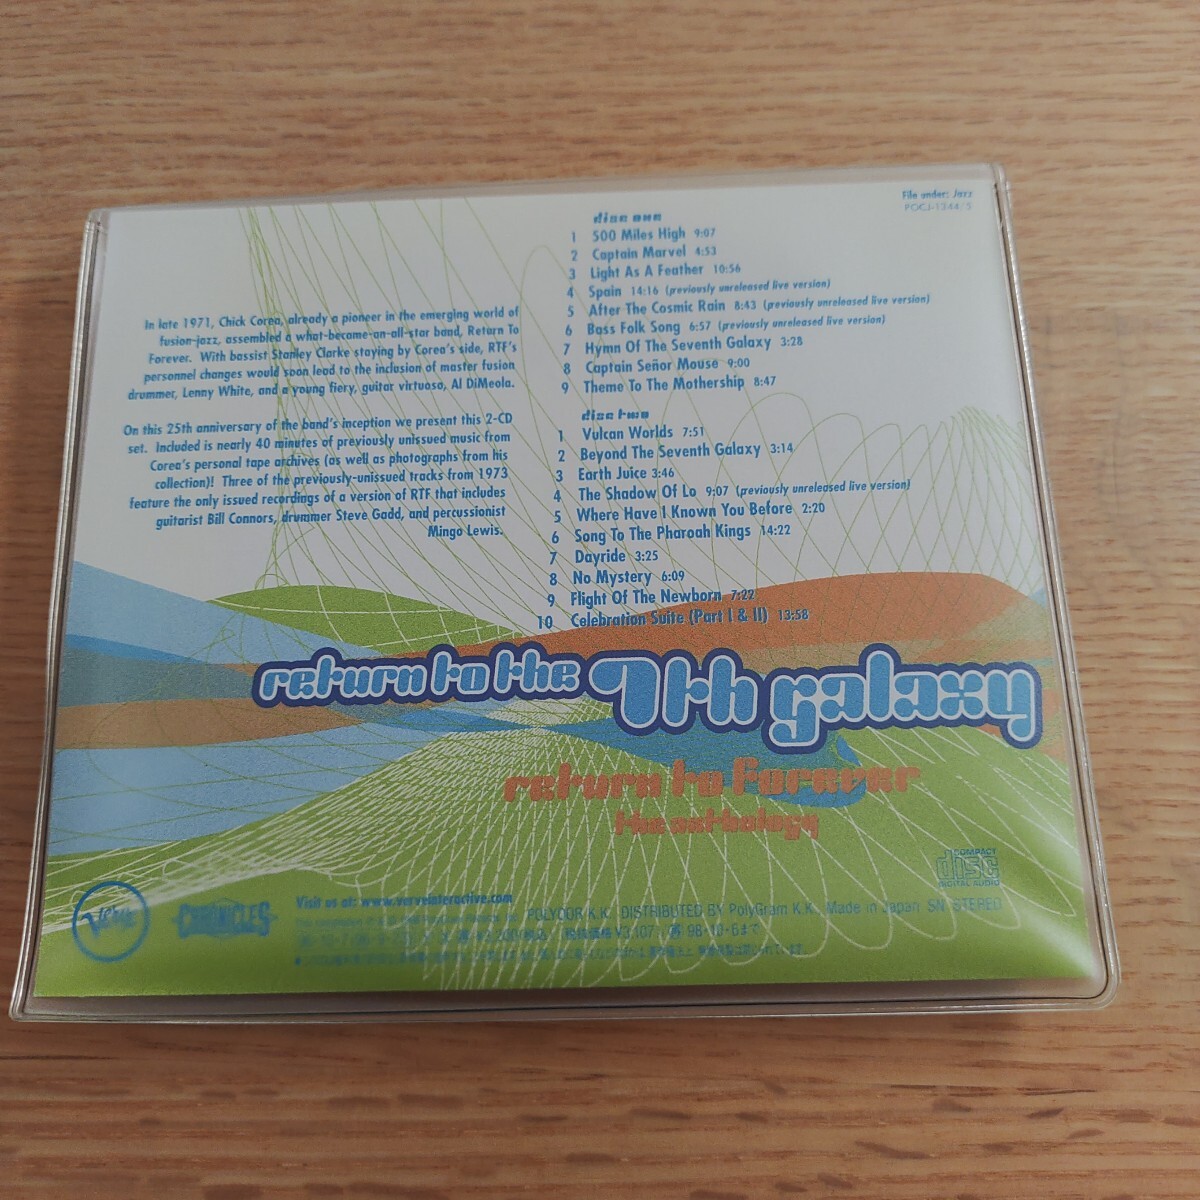 File under: Jazz
POCJ-1344/5
In late 1971, Chick Corea, already a pioneer in the emerging world of
fusion-jazz, assembled a what-became-an-all-star band, Return To
Forever. With bassist Stanley Clarke staying by Corea's side, RTF's
personnel changes would soon lead to the inclusion of master fusion
drummer, Lenny White, and a young fiery, guitar virtuoso, Al DiMeola.
On this 25th anniversary of the band's inception we present this 2-CD
set. Included is nearly 40 minutes of previously unissued music from
Corea's personal tape archives (as well as photographs from his
collection)! Three of the previously-unissued tracks from 1973
feature the only issued recordings of a version of RTF that includes
guitarist Bill Connors, drummer Steve Gadd, and percussionist
Mingo Lewis.
disc one
1 500 Miles High 9:07
2 Captain Marvel 4:53
3 Light As A Feather 10:56
4 Spain 14:16 (previously unreleased live version)
5 After The Cosmic Rain 8:43 (previously unreleased live version)
6 Bass Folk Song 6:57 (previously unreleased live version)
7 Hymn Of The Seventh Galaxy 3:28
8 Captain Señor Mouse 9:00
9 Theme To The Mothership 8:47
disc two
1 Vulcan Worlds 7:51
2 Beyond The Seventh Galaxy 3:14
3 Earth Juice 3:46
4 The Shadow Of Lo 9:07 (previously unreleased live version)
5 Where Have I Known You Before 2:20
6 Song To The Pharoah Kings 14:22
7 Dayride 3:25
8 No Mystery 6:09
9 Flight Of The Newborn 7:22
10 Celebration Suite (Part I & II) 13:58
return to the 7th galaxy
return to forever
the anthology
COMPACT
disc
DIGITAL AUDIO
Verve
CHRONICLES
Visit us at: www.verveinteractive.com
POLYDOR K.K. DISTRIBUTED BY PolyGram K.K. Made in Japan SN STEREO